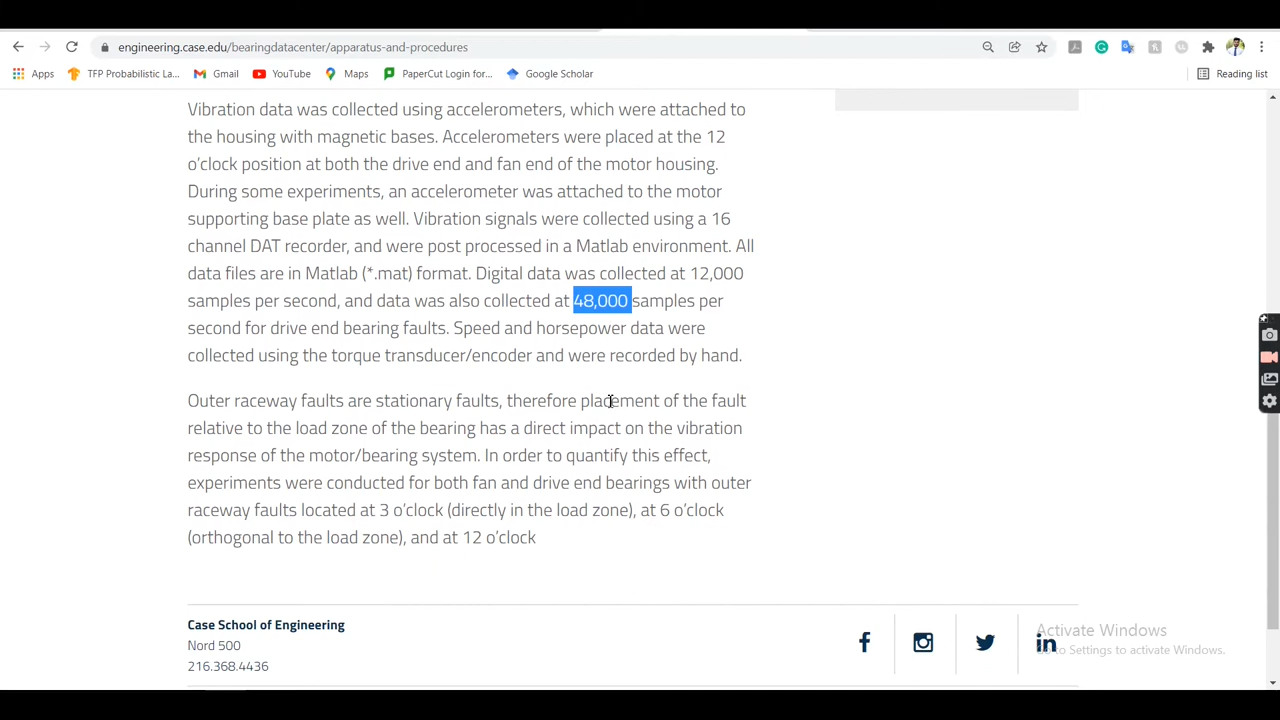 engineering.case.edu/bearingdatacenter/apparatus-and-procedures
Apps
TFP Probabilistic La...
Gmail
YouTube
Maps
PaperCut Login for...
Google Scholar
Reading list
Vibration data was collected using accelerometers, which were attached to
the housing with magnetic bases. Accelerometers were placed at the 12
o’clock position at both the drive end and fan end of the motor housing.
During some experiments, an accelerometer was attached to the motor
supporting base plate as well. Vibration signals were collected using a 16
channel DAT recorder, and were post processed in a Matlab environment. All
data files are in Matlab (*.mat) format. Digital data was collected at 12,000
samples per second, and data was also collected at 48,000 samples per
second for drive end bearing faults. Speed and horsepower data were
collected using the torque transducer/encoder and were recorded by hand.
Outer raceway faults are stationary faults, therefore placement of the fault
relative to the load zone of the bearing has a direct impact on the vibration
response of the motor/bearing system. In order to quantify this effect,
experiments were conducted for both fan and drive end bearings with outer
raceway faults located at 3 o’clock (directly in the load zone), at 6 o’clock
(orthogonal to the load zone), and at 12 o’clock
Case School of Engineering
Nord 500
216.368.4436
Activate Windows
Go to Settings to activate Windows.